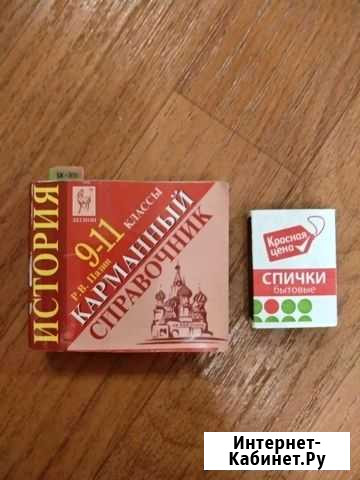 ЛЕГИОН
ИСТОРИЯ
9-11 КЛАССЫ
Р.В. Пазин
КАРМАННЫЙ
СПРАВОЧНИК
Красная
цена
СПИЧКИ
бытовые
Интернет-
Кабинет.Ру